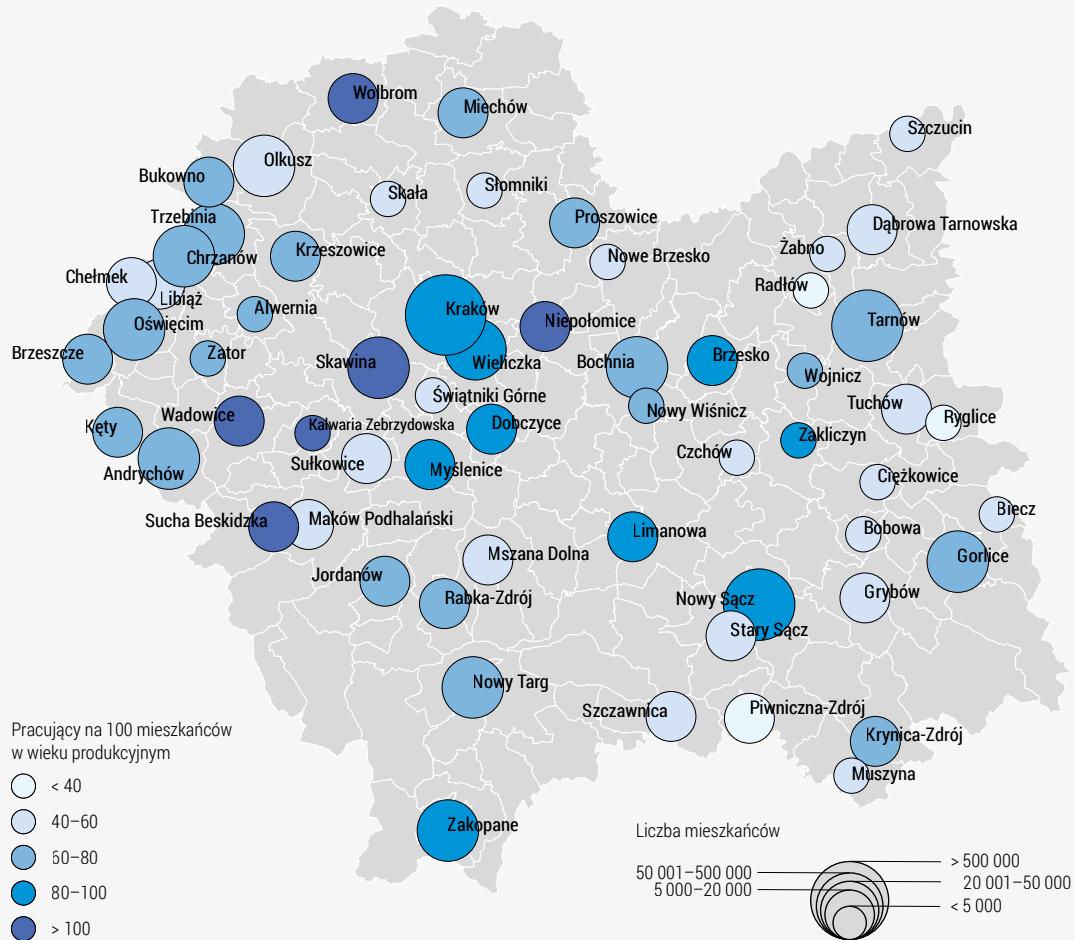 Wolbrom
Miechów
Szczucin
Olkusz
Bukowno
Skała
Słomniki
Trzebinia
Proszowice
Dąbrowa Tarnowska
Chrzanów
Krzeszowice
Nowe Brzesko
Żabno
Chełmek
Libiąż
Radłów
Alwernia
Kraków
Niepołomice
Oświęcim
Tarnów
Brzeszcze
Zator
Skawina
Wieliczka
Bochnia
Brzesko
Wojnicz
Świątniki Górne
Nowy Wiśnicz
Tuchów
Ryglice
Wadowice
Kalwaria Zebrzydowska
Dobczyce
Kęty
Zakliczyn
Andrychów
Sułkowice
Myślenice
Czchów
Ciężkowice
Sucha Beskidzka
Maków Podhalański
Limanowa
Bobowa
Biecz
Mszana Dolna
Gorlice
Jordanów
Rabka-Zdrój
Nowy Sącz
Grybów
Stary Sącz
Nowy Targ
Szczawnica
Piwniczna-Zdrój
Krynica-Zdrój
Muszyna
Zakopane
Pracujący na 100 mieszkańców
w wieku produkcyjnym
< 40
40–60
60–80
80–100
> 100
Liczba mieszkańców
> 500 000
50 001–500 000
20 001–50 000
5 000–20 000
< 5 000